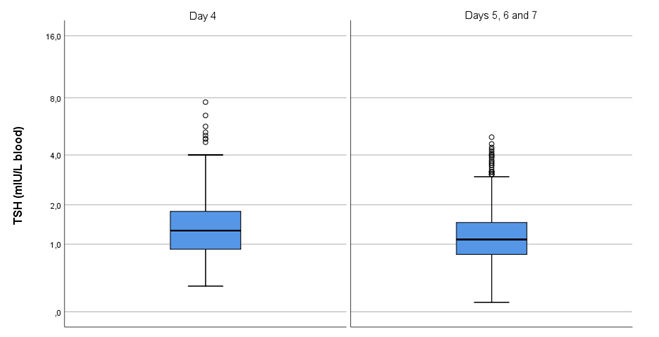 Day 4
Days 5, 6 and 7
TSH (mIU/L blood)
16,0
8,0
4,0
2,0
1,0
,0